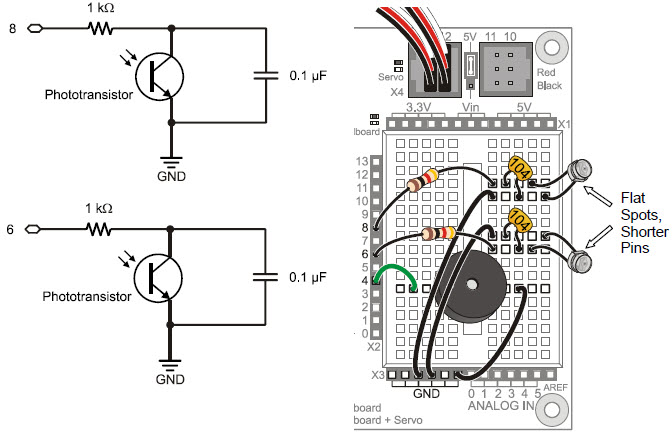 8
1 kΩ
Phototransistor
0.1 µF
GND
6
1 kΩ
Phototransistor
0.1 µF
GND
2
5V
11 10
Servo
X4
Red
Black
3.3V
Vin
5V
X1
board
13
12
11
10
9
8
7
6
5
4
3
2
1
0
X2
104
104
Flat
Spots,
Shorter
Pins
X3
GND
0 1 2 3 4 5
AREF
ANALOG IN
board
board + Servo